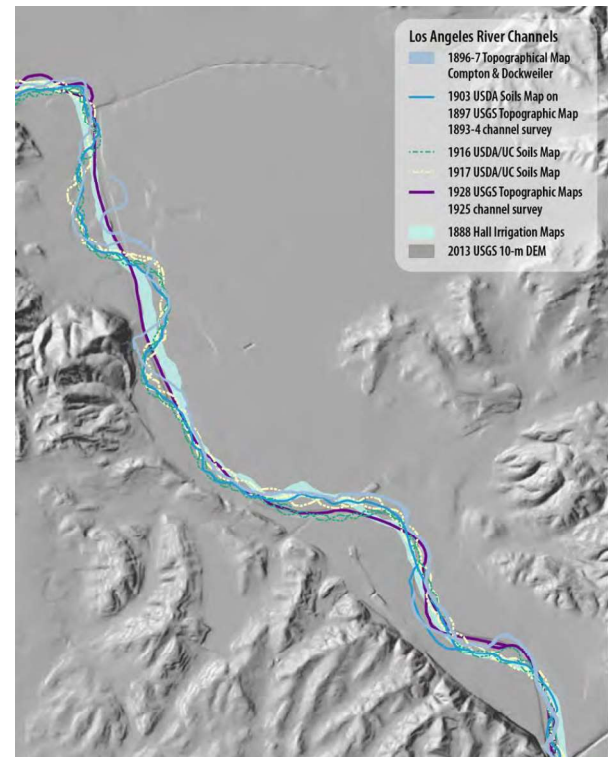 Los Angeles River Channels
1896-7 Topographical Map
Compton & Dockweiler
1903 USDA Soils Map on
1897 USGS Topographic Map
1893-4 channel survey
1916 USDA/UC Soils Map
1917 USDA/UC Soils Map
1928 USGS Topographic Maps
1925 channel survey
1888 Hall Irrigation Maps
2013 USGS 10-m DEM